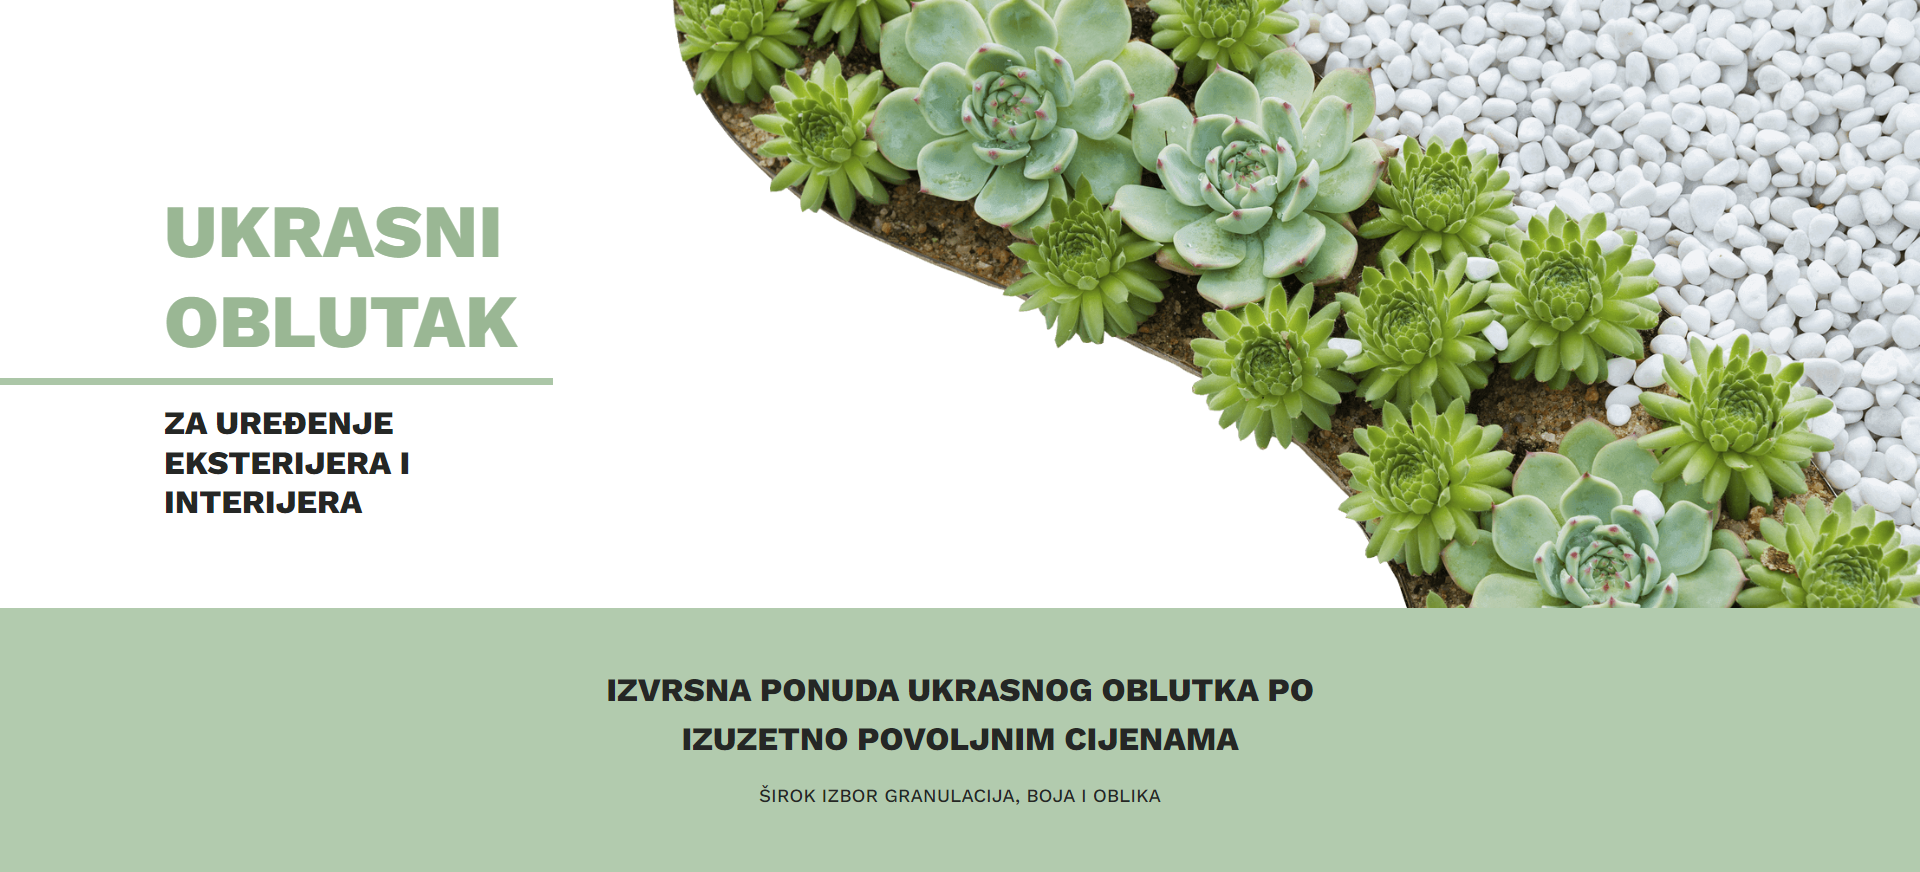 UKRASNI
OBLUTAK
ZA UREĐENJE
EKSTERIJERA I
INTERIJERA
IZVRSNA PONUDA UKRASNOG OBLUTKA PO
IZUZETNO POVOLJNIM CIJENAMA
ŠIROK IZBOR GRANULACIJA, BOJA I OBLIKA